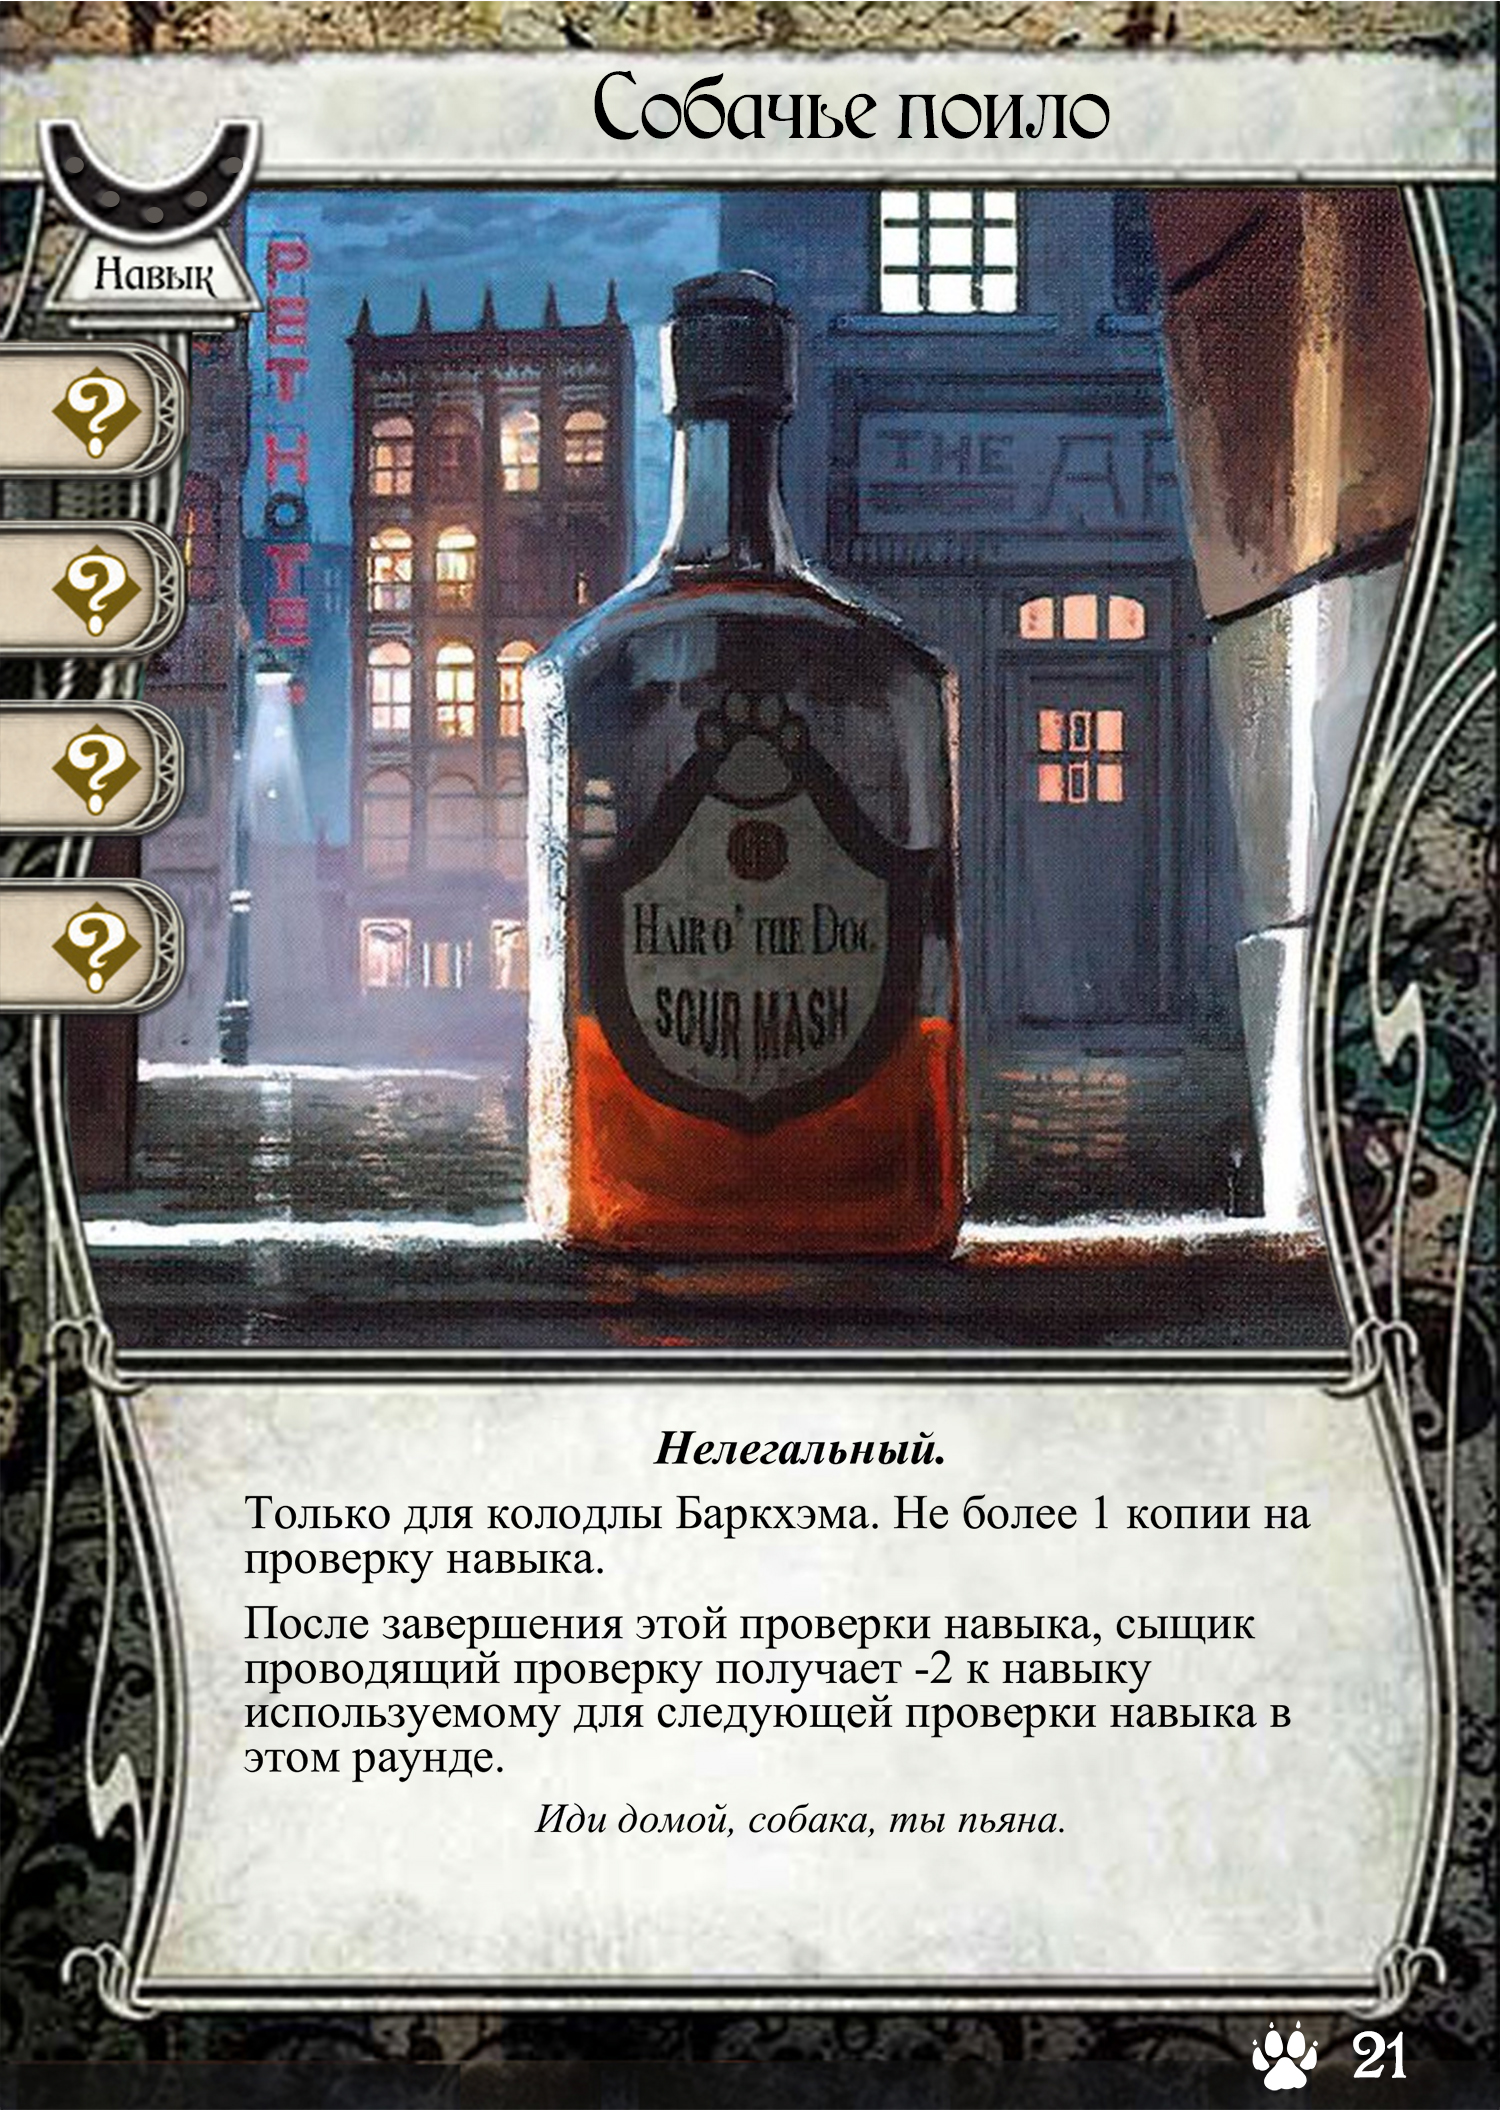 Собачье поило
Навык
PET HOTE
THE
HAIR O' THE DOG
SOUR MASH
Нелегальный.
Только для колодлы Баркхэма. Не более 1 копии на
проверку навыка.
После завершения этой проверки навыка, сыщик
проводящий проверку получает -2 к навыку
используемому для следующей проверки навыка в
этом раунде.
Иди домой, собака, ты пьяна.
21